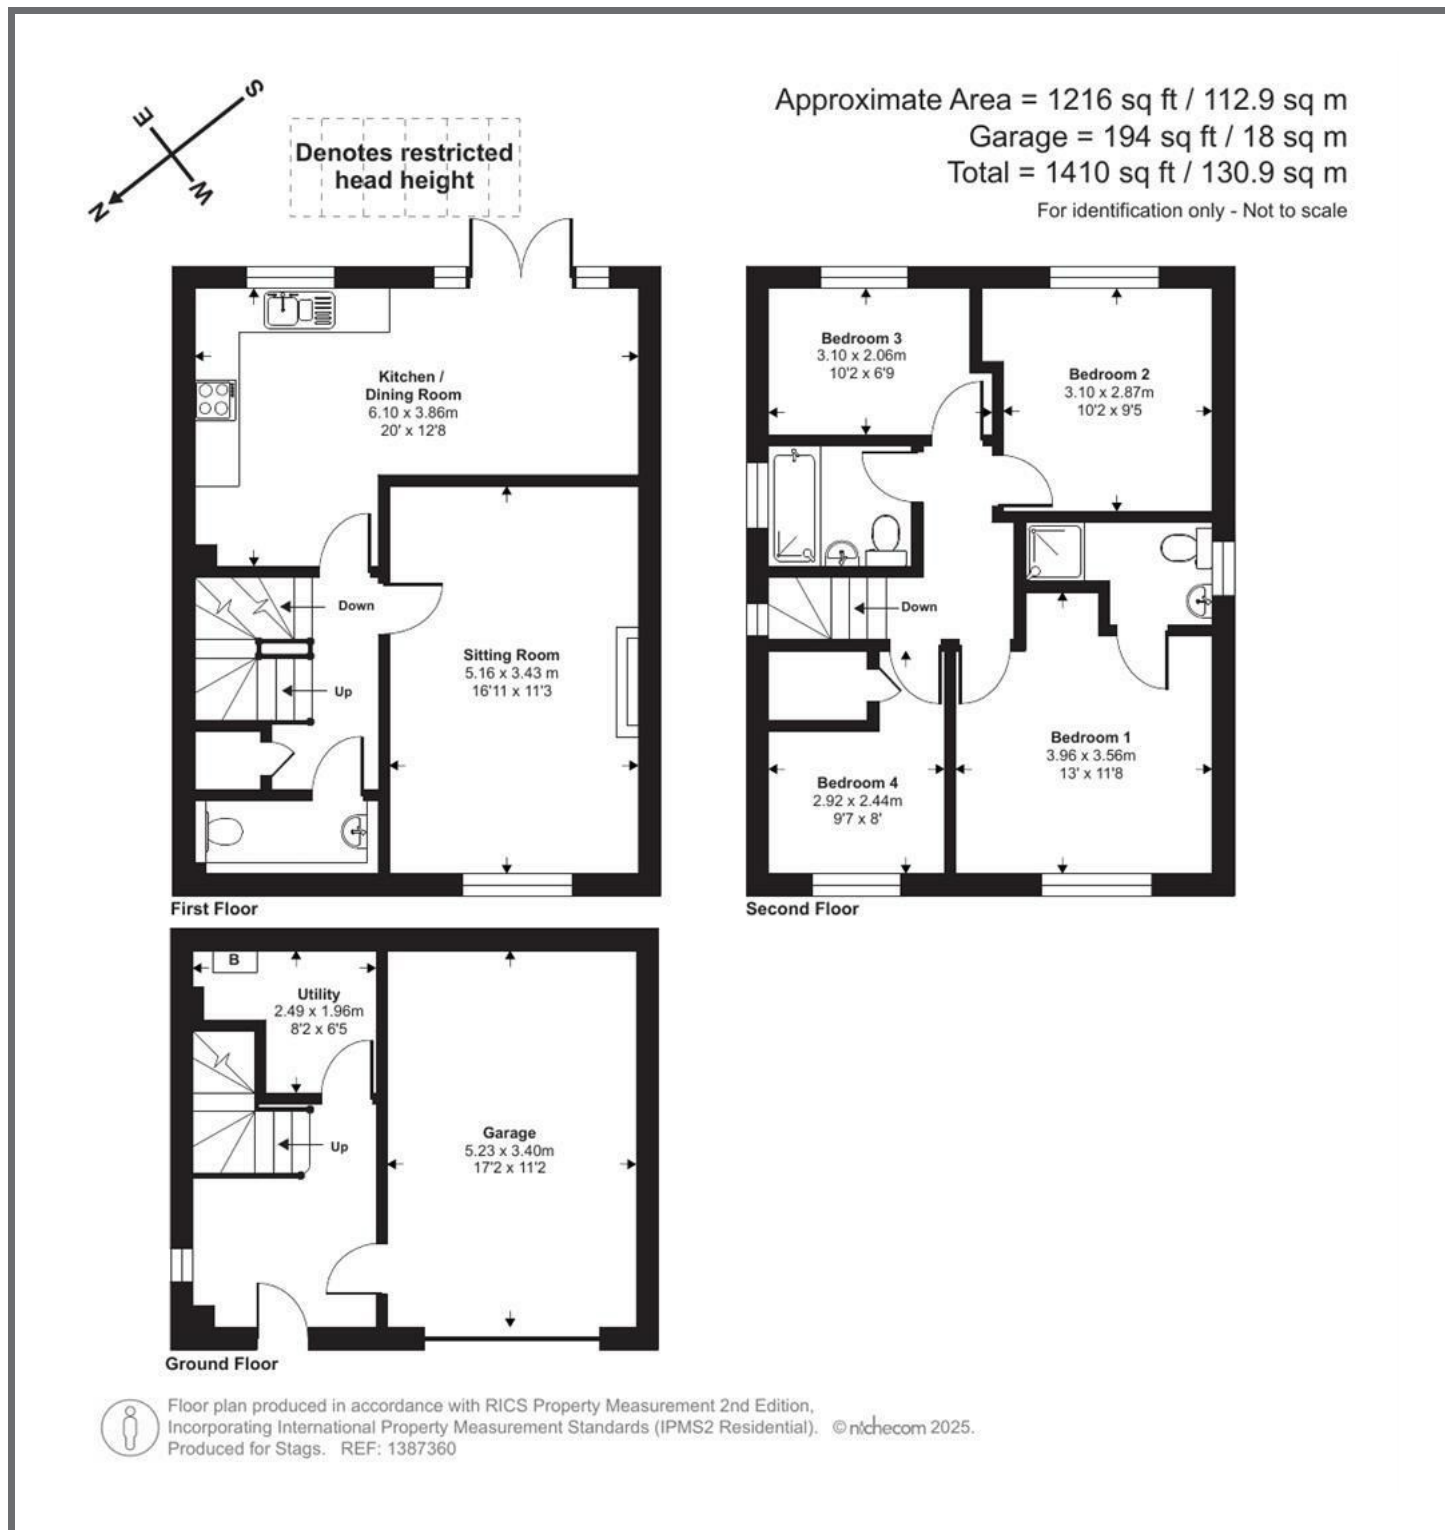 S
E
W
N
Denotes restricted
head height
Approximate Area = 1216 sq ft / 112.9 sq m
Garage = 194 sq ft / 18 sq m
Total = 1410 sq ft / 130.9 sq m
For identification only - Not to scale
Kitchen /
Dining Room
6.10 x 3.86m
20' x 12'8
Down
Up
Sitting Room
5.16 x 3.43 m
16'11 x 11'3
First Floor
Bedroom 3
3.10 x 2.06m
10'2 x 6'9
Bedroom 2
3.10 x 2.87m
10'2 x 9'5
Down
Bedroom 1
3.96 x 3.56m
13' x 11'8
Bedroom 4
2.92 x 2.44m
9'7 x 8'
Second Floor
B
Utility
2.49 x 1.96m
8'2 x 6'5
Up
Garage
5.23 x 3.40m
17'2 x 11'2
Ground Floor
Floor plan produced in accordance with RICS Property Measurement 2nd Edition,
Incorporating International Property Measurement Standards (IPMS2 Residential). © nichecom 2025.
Produced for Stags. REF: 1387360